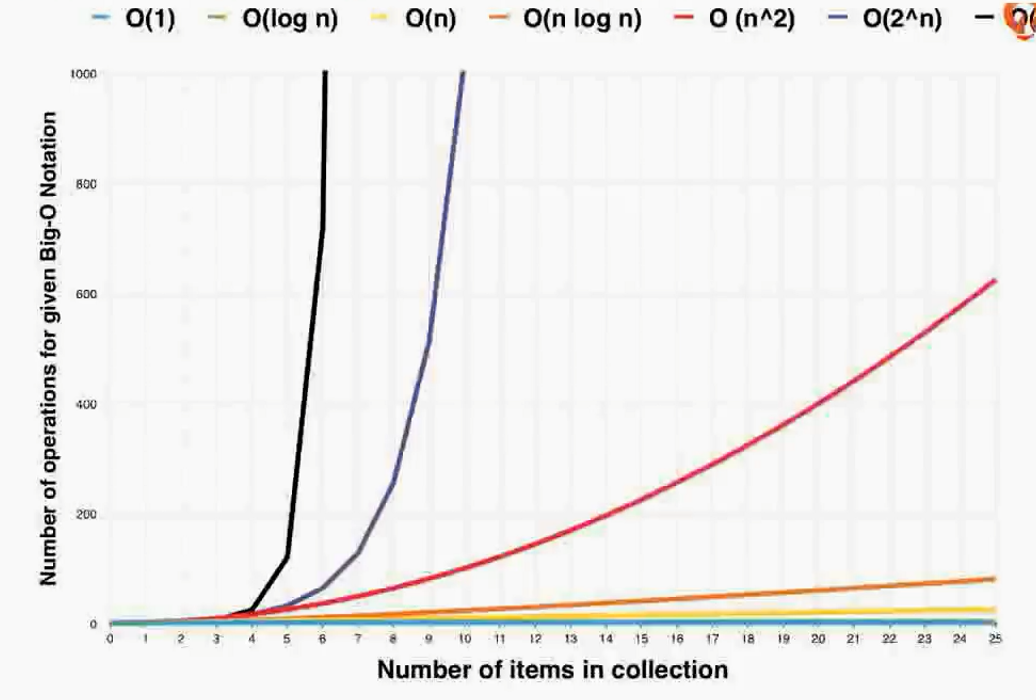 O(1) O(log n) O(n) O(n log n) O (n^2) O(2^n)
Number of operations for given Big-O Notation
1000
800
600
400
200
0
0 1 2 3 4 5 6 7 8 9 10 11 12 13 14 15 16 17 18 19 20 21 22 23 24 25
Number of items in collection